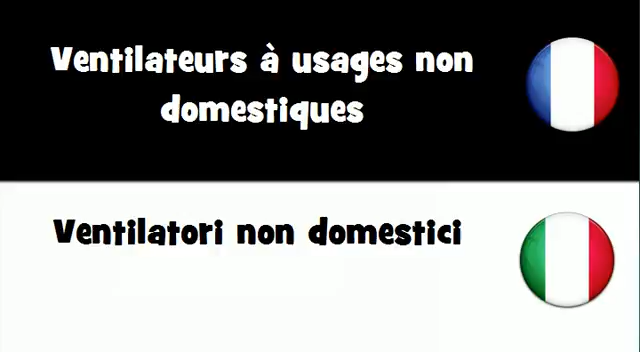 Ventilateurs à usages non
domestiques
Ventilatori non domestici